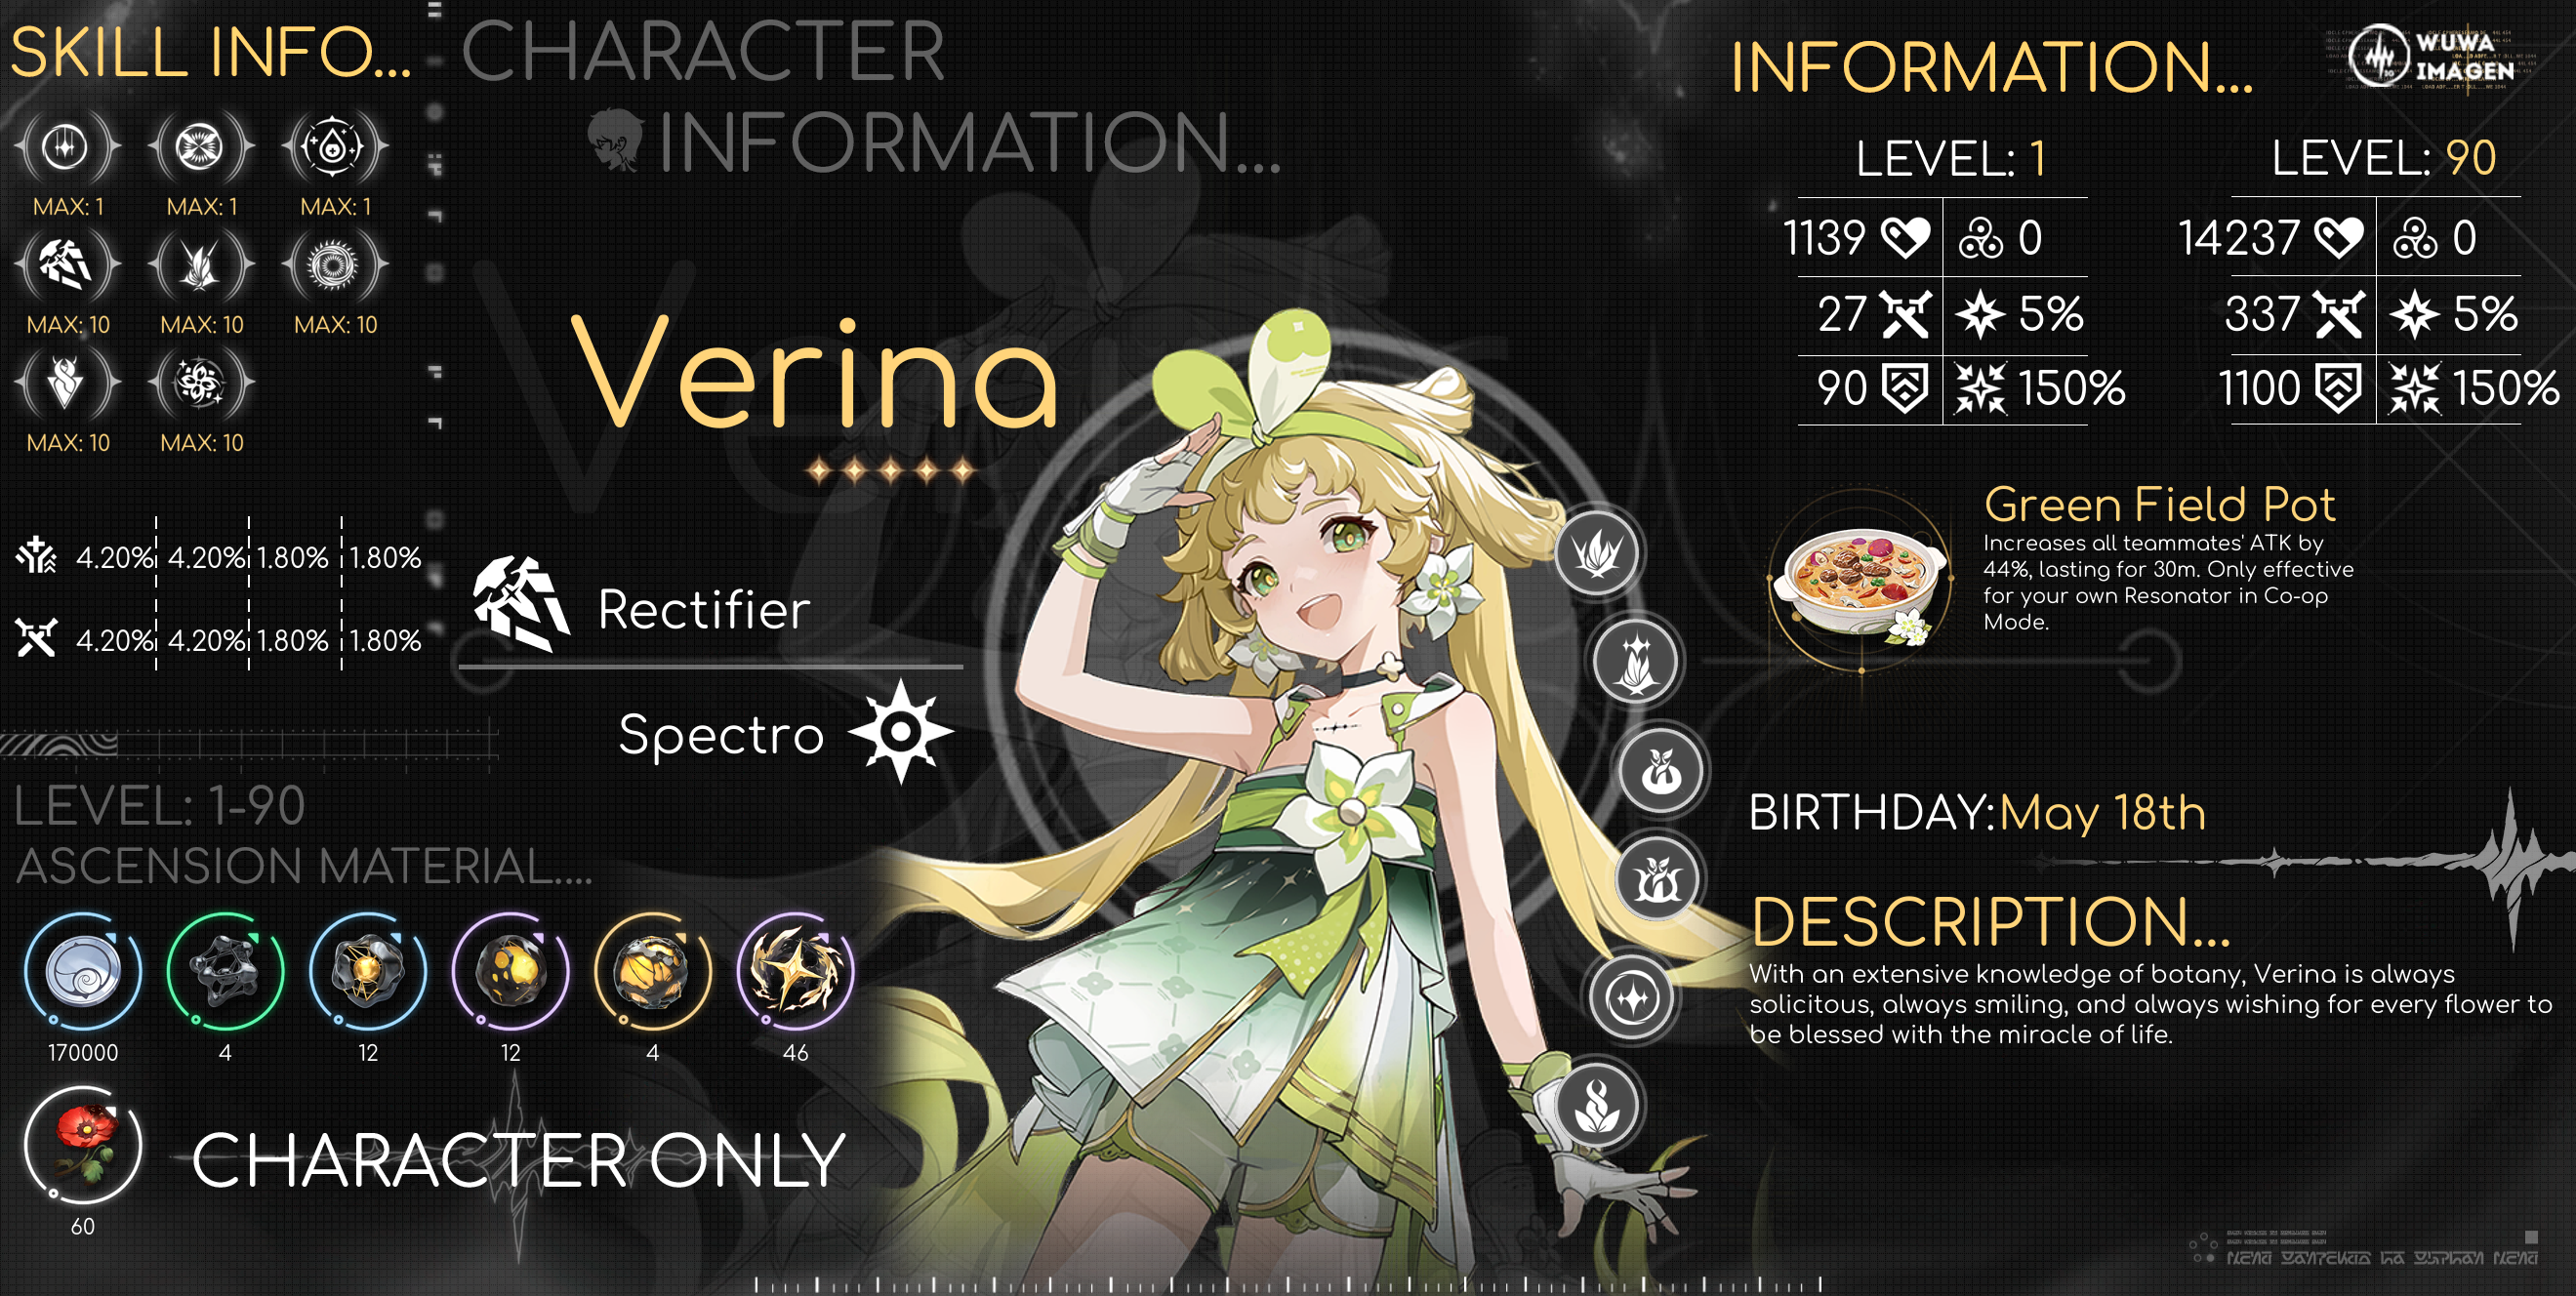 SKILL INFO...
MAX: 1
MAX: 1
MAX: 1
MAX: 10
MAX: 10
MAX: 10
MAX: 10
MAX: 10
4.20% 4.20% 1.80% 1.80%
4.20% 4.20% 1.80% 1.80%
LEVEL: 1-90
ASCENSION MATERIAL....
170000
4
12
12
4
46
60
CHARACTER ONLY
CHARACTER
INFORMATION...
Verina
Rectifier
Spectro
INFORMATION...
WUWA
IMAGEN
LEVEL: 1
1139 0
27 5%
90 150%
LEVEL: 90
14237 0
337 5%
1100 150%
Green Field Pot
Increases all teammates' ATK by
44%, lasting for 30m. Only effective
for your own Resonator in Co-op
Mode.
BIRTHDAY:May 18th
DESCRIPTION...
With an extensive knowledge of botany, Verina is always
solicitous, always smiling, and always wishing for every flower to
be blessed with the miracle of life.